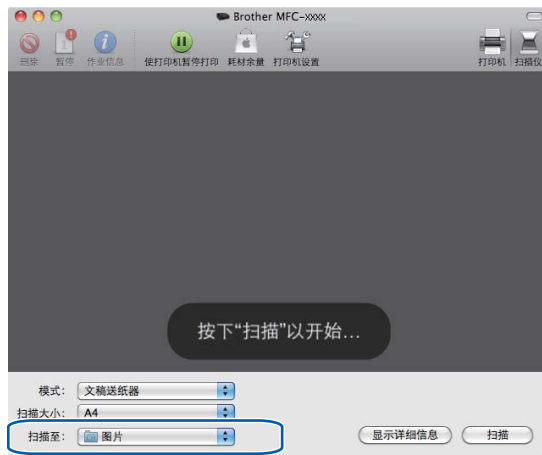 Brother MFC-xxxx
删除 暂停 作业信息 使打印机暂停打印 耗材余量 打印机设置 打印机 扫描仪
按下“扫描”以开始...
模式： 文稿送纸器
扫描大小： A4
扫描至： 图片 显示详细信息 扫描